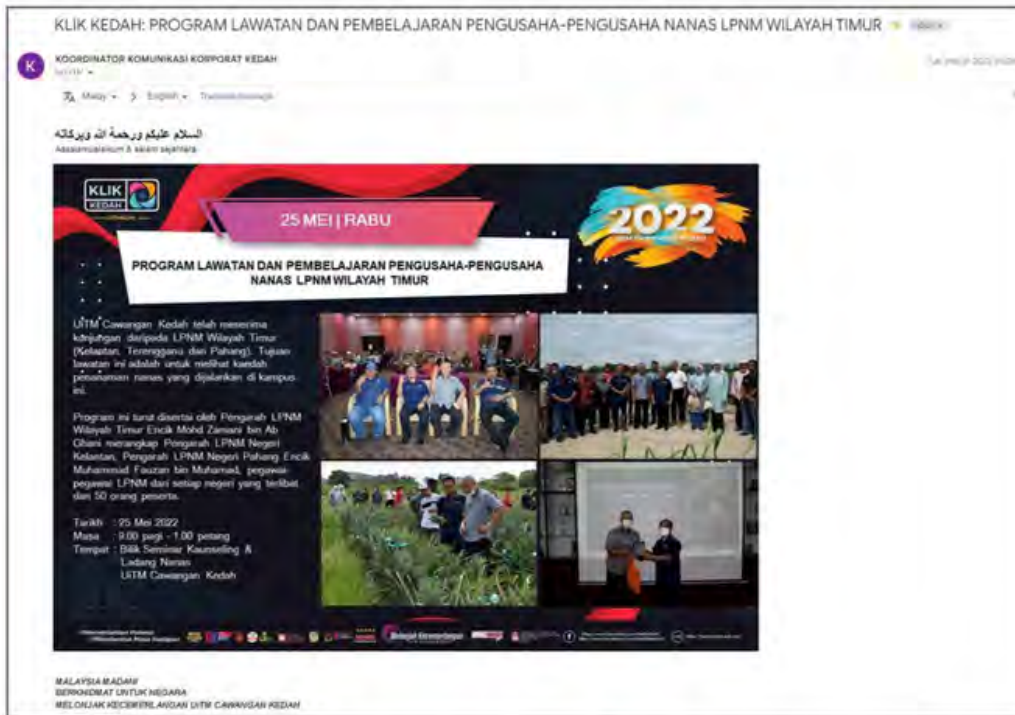 KLIK KEDAH: PROGRAM LAWATAN DAN PEMBELAJARAN PENGUSAHA-PENGUSAHA NANAS LPNM WILAYAH TIMUR
K
KOORDINATOR KOMUNIKASI KORPORAT KEDAH
Malay
English
Translate message
السلام عليكم ورحمة الله وبركاته
Assalamualaikum & salam sejahtera
KLIK
KEDAH
25 MEI | RABU
2022
PROGRAM LAWATAN DAN PEMBELAJARAN PENGUSAHA-PENGUSAHA
NANAS LPNM WILAYAH TIMUR
UiTM Cawangan Kedah telah menerima
kunjungan daripada LPNM Wilayah Timur
(Kelantan, Terengganu dan Pahang). Tujuan
lawatan ini adalah untuk melihat kaedah
penanaman nanas yang dijalankan di kampus
ini.
Program ini turut disertai oleh Pengarah LPNM
Wilayah Timur Encik Mohd Zamani bin Ab
Ghani merangkap Pengarah LPNM Negeri
Kelantan, Pengarah LPNM Negeri Pahang Encik
Muhammad Fauzan bin Muhamad, pegawai-
pegawai LPNM dari setiap negeri yang terlibat
dan 50 orang peserta.
Tarikh : 25 Mei 2022
Masa : 9.00 pagi - 1.00 petang
Tempat : Bilik Seminar Kaunseling &
Ladang Nanas
UiTM Cawangan Kedah
MALAYSIA MADANI
BERKHIDMAT UNTUK NEGARA
MELONJAK KECEMERLANGAN UiTM CAWANGAN KEDAH